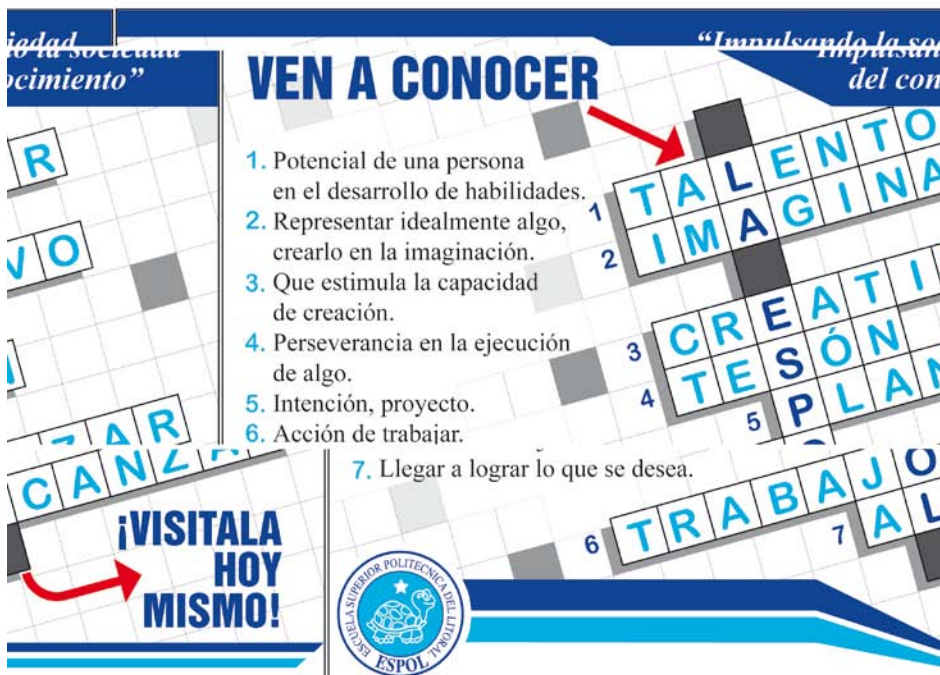 iedad
ocimiento”
“Impulsando la soc
del con
VEN A CONOCER
1. Potencial de una persona
en el desarrollo de habilidades.
2. Representar idealmente algo,
crearlo en la imaginación.
3. Que estimula la capacidad
de creación.
4. Perseverancia en la ejecución
de algo.
5. Intención, proyecto.
6. Acción de trabajar.
7. Llegar a lograr lo que se desea.
1 TALENTO
2 IMAGINA
3 CREATI
4 TESÓN
5 PLAN
6 TRABAJO
7 AL
R
VO
ZAR
CANZA
¡VISITALA
HOY
MISMO!
ESCUELA SUPERIOR POLITECNICA DEL LITORAL
ESPOL